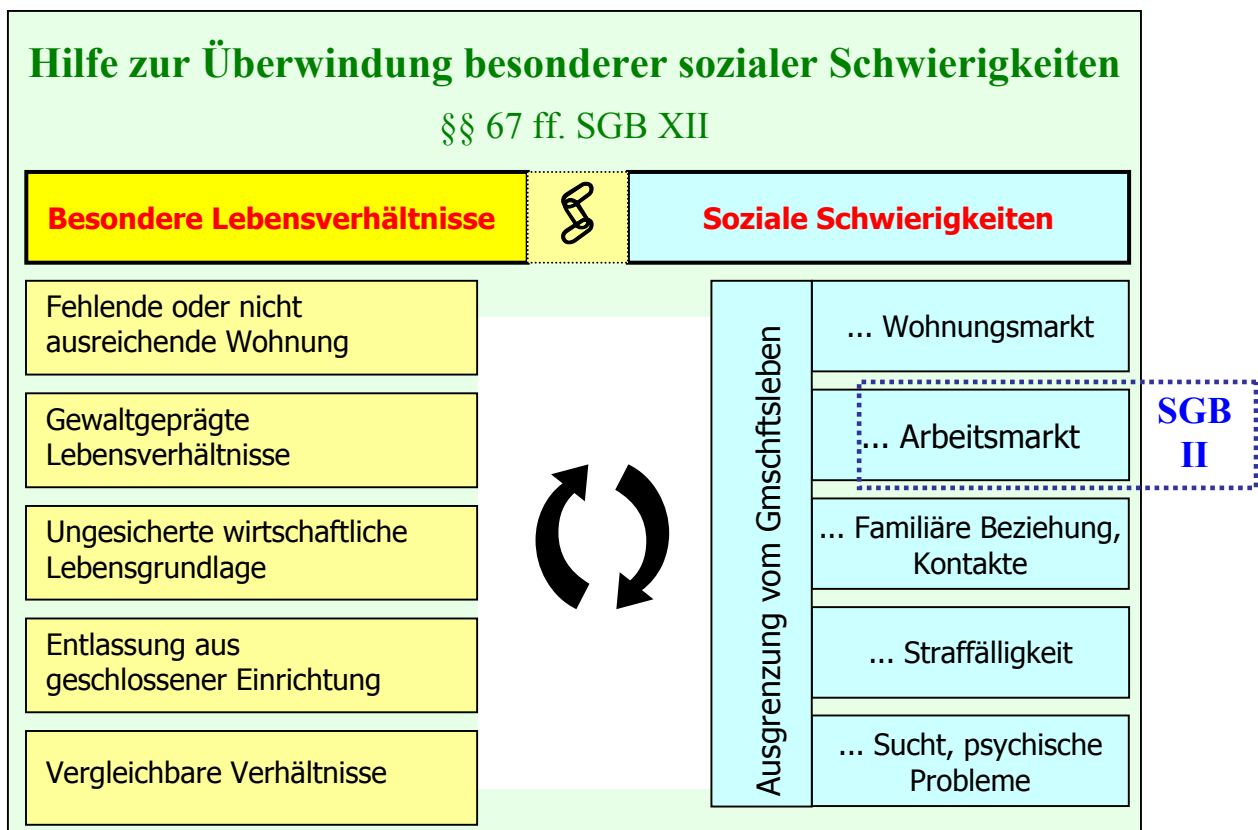 Hilfe zur Überwindung besonderer sozialer Schwierigkeiten
§§ 67 ff. SGB XII
Besondere Lebensverhältnisse
Soziale Schwierigkeiten
Fehlende oder nicht
ausreichende Wohnung
Gewaltgeprägte
Lebensverhältnisse
Ungesicherte wirtschaftliche
Lebensgrundlage
Entlassung aus
geschlossener Einrichtung
Vergleichbare Verhältnisse
Ausgrenzung vom Gmschftsleben
... Wohnungsmarkt
... Arbeitsmarkt
SGB
II
... Familiäre Beziehung,
Kontakte
... Straffälligkeit
... Sucht, psychische
Probleme